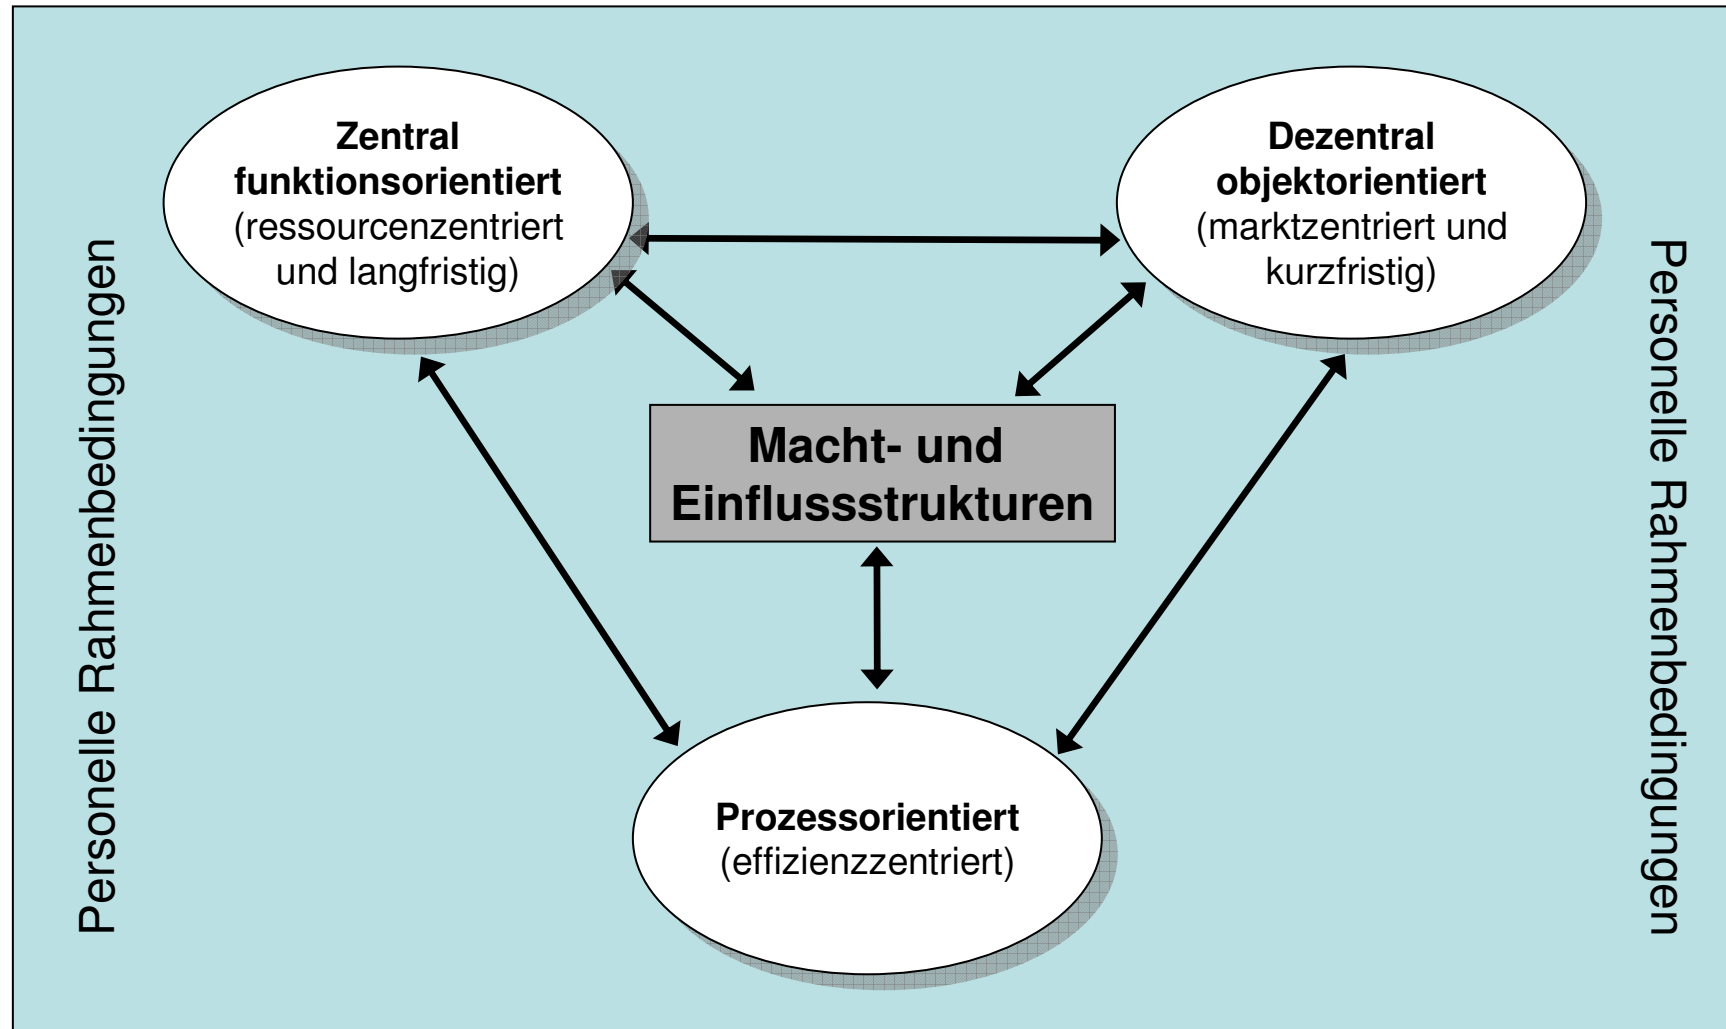 Zentral
funktionsorientiert
(ressourcenzentriert
und langfristig)
Dezentral
objektorientiert
(marktzentriert und
kurzfristig)
Personelle Rahmenbedingungen
Macht- und
Einflussstrukturen
Personelle Rahmenbedingungen
Prozessorientiert
(effizienzzentriert)